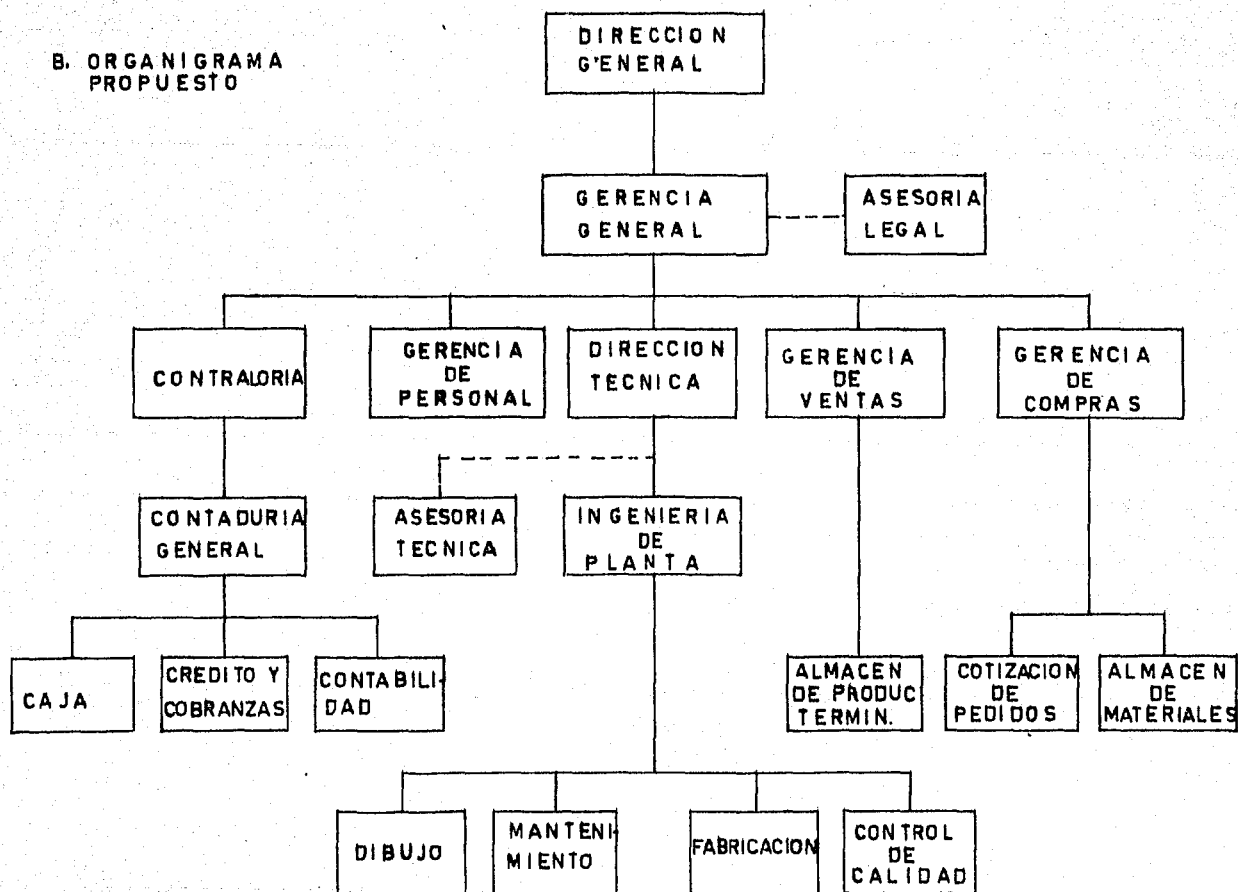 B. ORGANIGRAMA
PROPUESTO
DIRECCION
G'ENERAL
GERENCIA
GENERAL
ASESORIA
LEGAL
CONTRALORIA
GERENCIA
DE
PERSONAL
DIRECCION
TECNICA
GERENCIA
DE
VENTAS
GERENCIA
DE
COMPRAS
CONTADURIA
GENERAL
ASESORIA
TECNICA
INGENIERIA
DE
PLANTA
CAJA
CREDITO Y
COBRANZAS
CONTABILI-
DAD
ALMACEN
DE PRODUC
TERMIN.
COTIZACION
DE
PEDIDOS
ALMACEN
DE
MATERIALES
DIBUJO
MANTENI-
MIENTO
FABRICACION
CONTROL
DE
CALIDAD